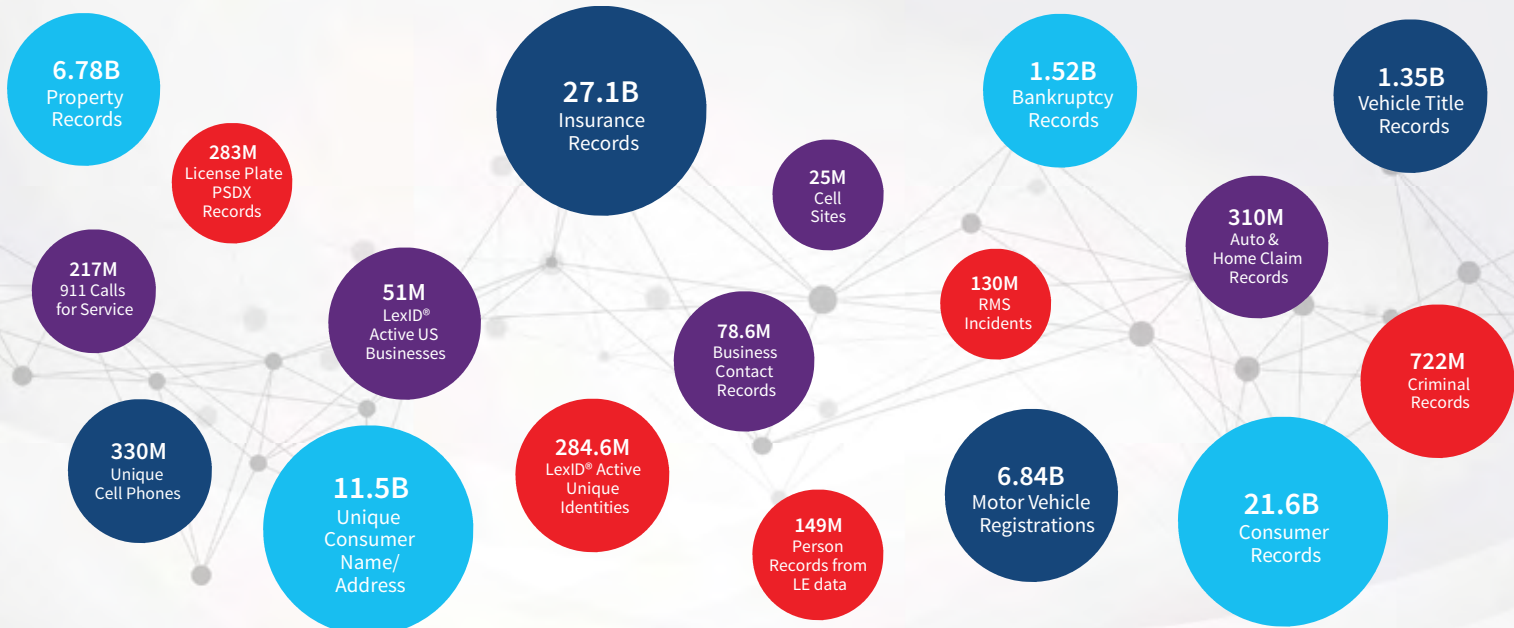 6.78B
Property
Records
283M
License Plate
PSDX
Records
217M
911 Calls
for Service
330M
Unique
Cell Phones
51M
LexID®
Active US
Businesses
11.5B
Unique
Consumer
Name/
Address
27.1B
Insurance
Records
284.6M
LexID® Active
Unique
Identities
25M
Cell
Sites
78.6M
Business
Contact
Records
149M
Person
Records from
LE data
1.52B
Bankruptcy
Records
130M
RMS
Incidents
6.84B
Motor Vehicle
Registrations
1.35B
Vehicle Title
Records
310M
Auto &
Home Claim
Records
722M
Criminal
Records
21.6B
Consumer
Records